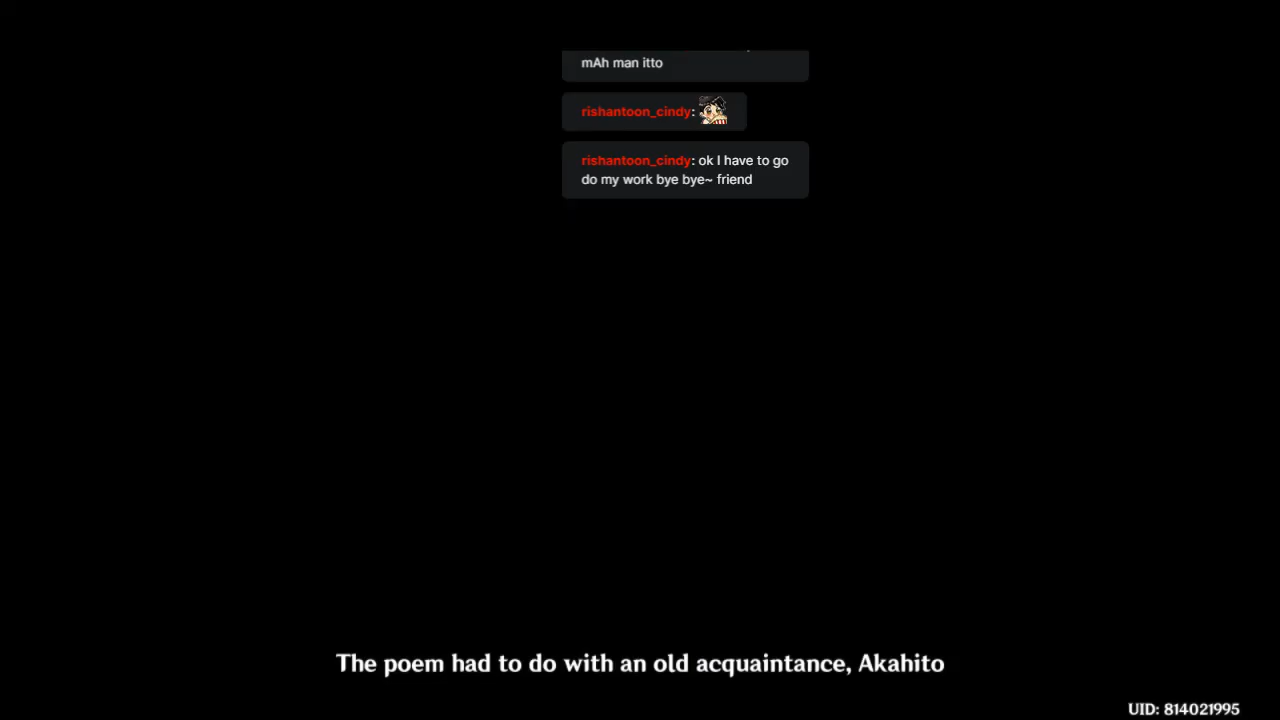 mAh man itto
rishantoon_cindy:
rishantoon_cindy: ok I have to go
do my work bye bye~ friend
The poem had to do with an old acquaintance, Akahito
UID: 814021995